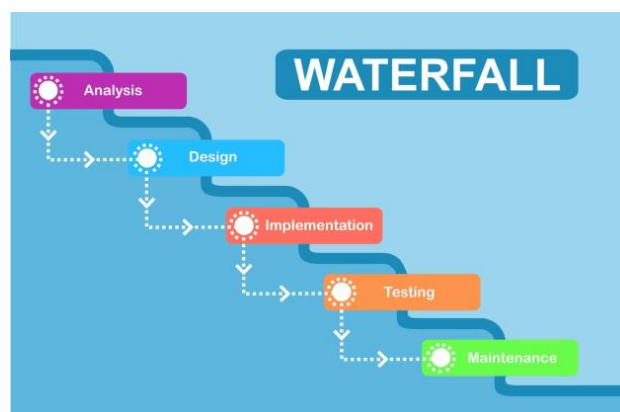 WATERFALL
Analysis
Design
Implementation
Testing
Maintenance